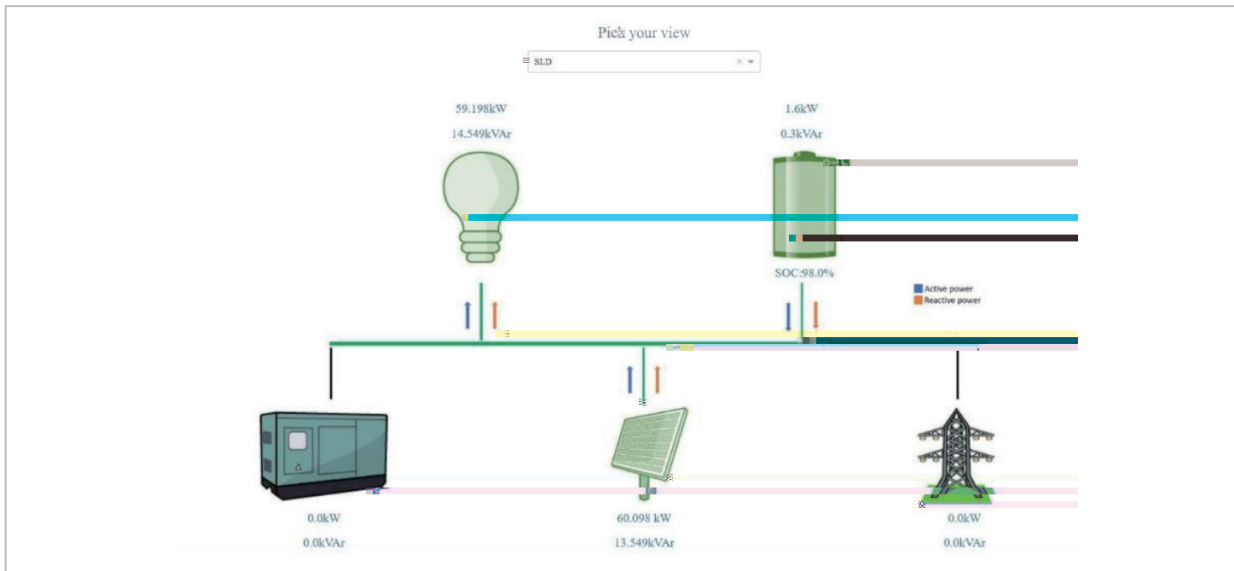 Pick your view
SLD
59.198kW
14.549kVAr
1.6kW
0.3kVAr
SOC:98.0%
Active power
Reactive power
0.0kW
0.0kVAr
60.098 kW
13.549kVAr
0.0kW
0.0kVAr